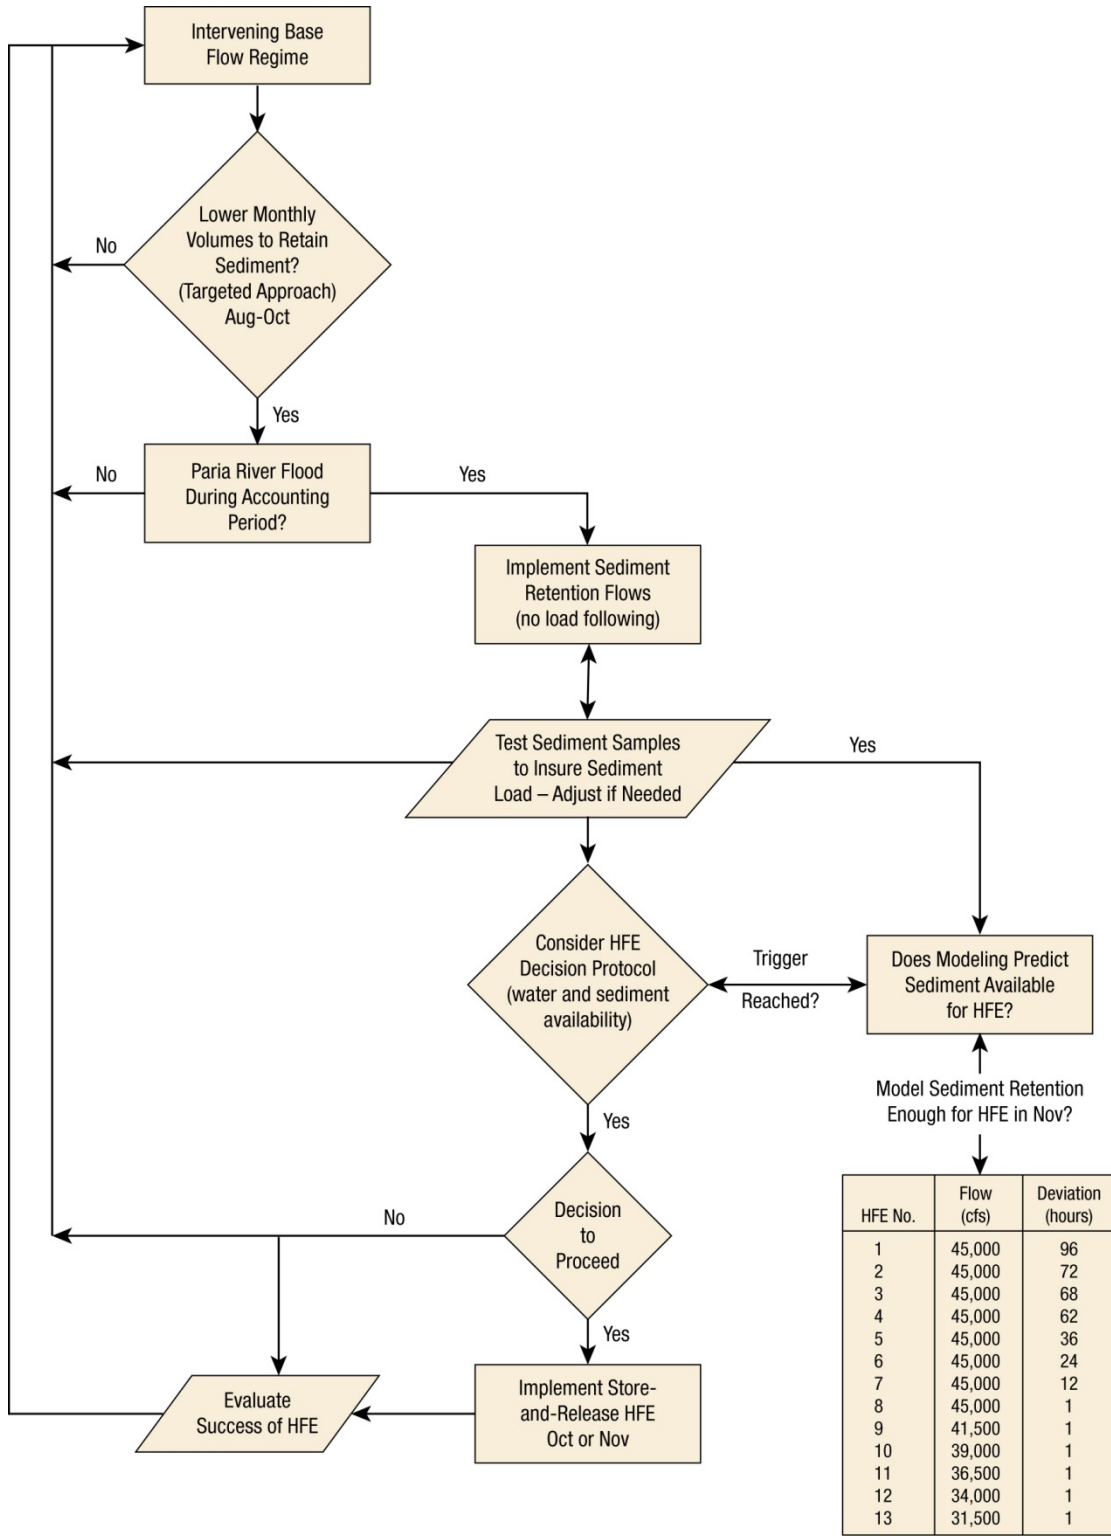 Intervening Base
Flow Regime
Lower Monthly
Volumes to Retain
Sediment?
(Targeted Approach)
Aug-Oct
No
Yes
Paria River Flood
During Accounting
Period?
No
Yes
Implement Sediment
Retention Flows
(no load following)
Test Sediment Samples
to Insure Sediment
Load – Adjust if Needed
Yes
Consider HFE
Decision Protocol
(water and sediment
availability)
Trigger
Reached?
Does Modeling Predict
Sediment Available
for HFE?
Model Sediment Retention
Enough for HFE in Nov?
Yes
Decision
to
Proceed
No
Yes
Implement Store-
and-Release HFE
Oct or Nov
Evaluate
Success of HFE
HFE No. Flow (cfs) Deviation (hours)
1 45,000 96
2 45,000 72
3 45,000 68
4 45,000 62
5 45,000 36
6 45,000 24
7 45,000 12
8 45,000 1
9 41,500 1
10 39,000 1
11 36,500 1
12 34,000 1
13 31,500 1